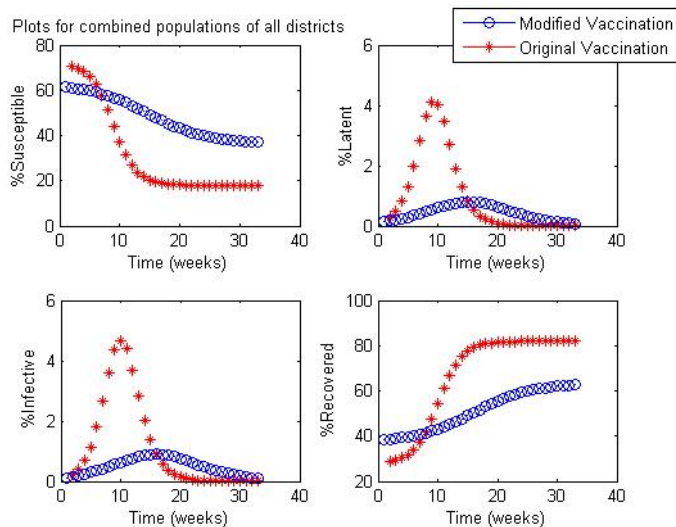 Plots for combined populations of all districts
Modified Vaccination
Original Vaccination
80
60
40
20
0
%Susceptible
0 10 20 30 40
Time (weeks)
6
4
2
0
%Latent
0 10 20 30 40
Time (weeks)
6
4
2
0
%Infective
0 10 20 30 40
Time (weeks)
100
80
60
40
20
%Recovered
0 10 20 30 40
Time (weeks)